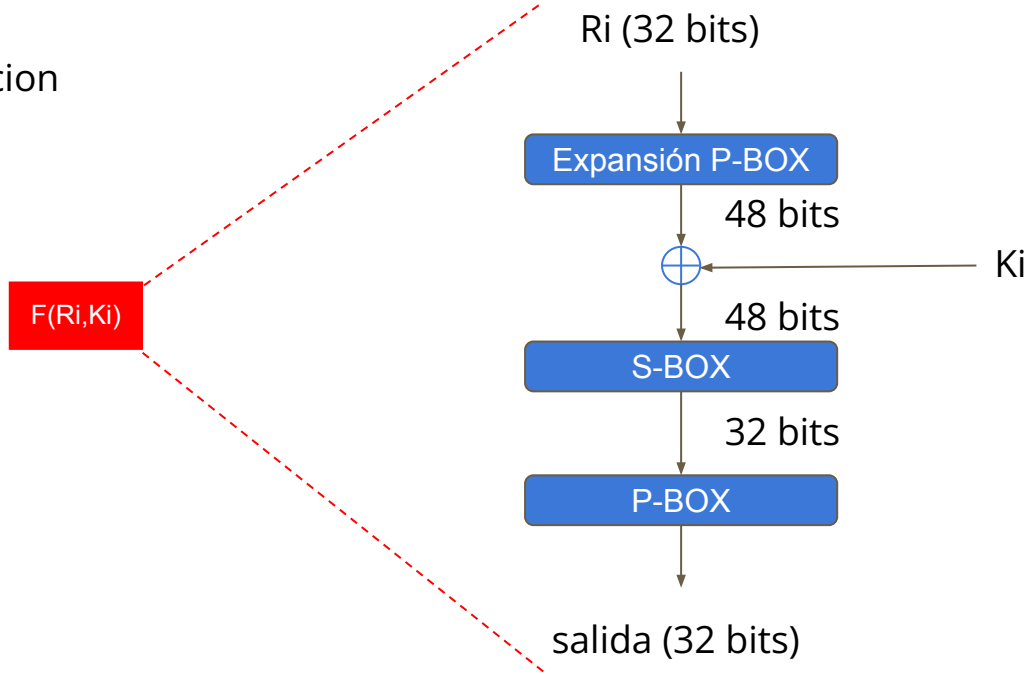 Ri (32 bits)
cion
Expansión P-BOX
48 bits
Ki
F(Ri,Ki)
48 bits
S-BOX
32 bits
P-BOX
salida (32 bits)